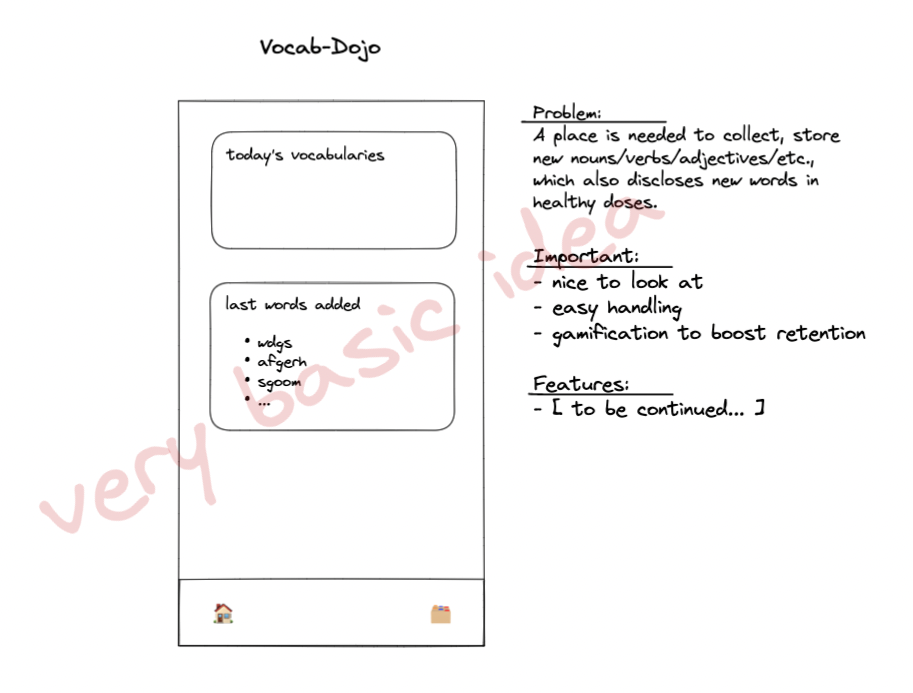 Vocab-Dojo
today's vocabularies
last words added
• wdgs
• afgerh
• sgoom
• ...
Problem:
A place is needed to collect, store
new nouns/verbs/adjectives/etc.,
which also discloses new words in
healthy doses.
Important:
- nice to look at
- easy handling
- gamification to boost retention
Features:
- [ to be continued... ]
very basic idea